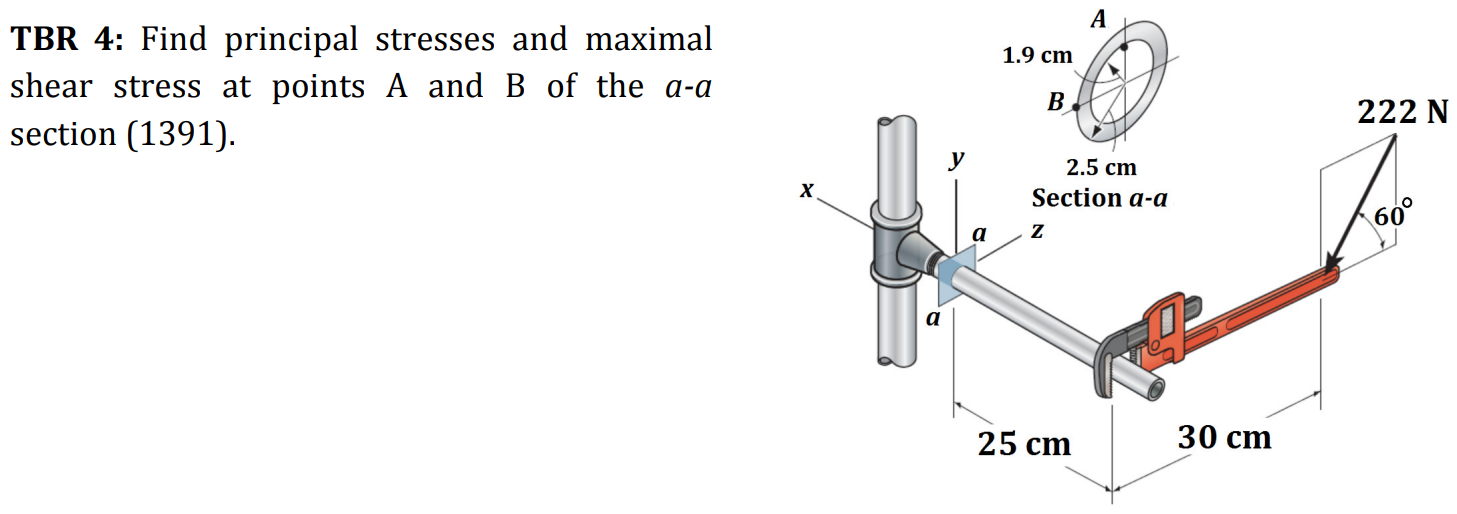 TBR 4: Find principal stresses and maximal
shear stress at points A and B of the a-a
section (1391).
A
1.9 cm
B
2.5 cm
Section a-a
222 N
60°
y
x
z
a
a
25 cm
30 cm